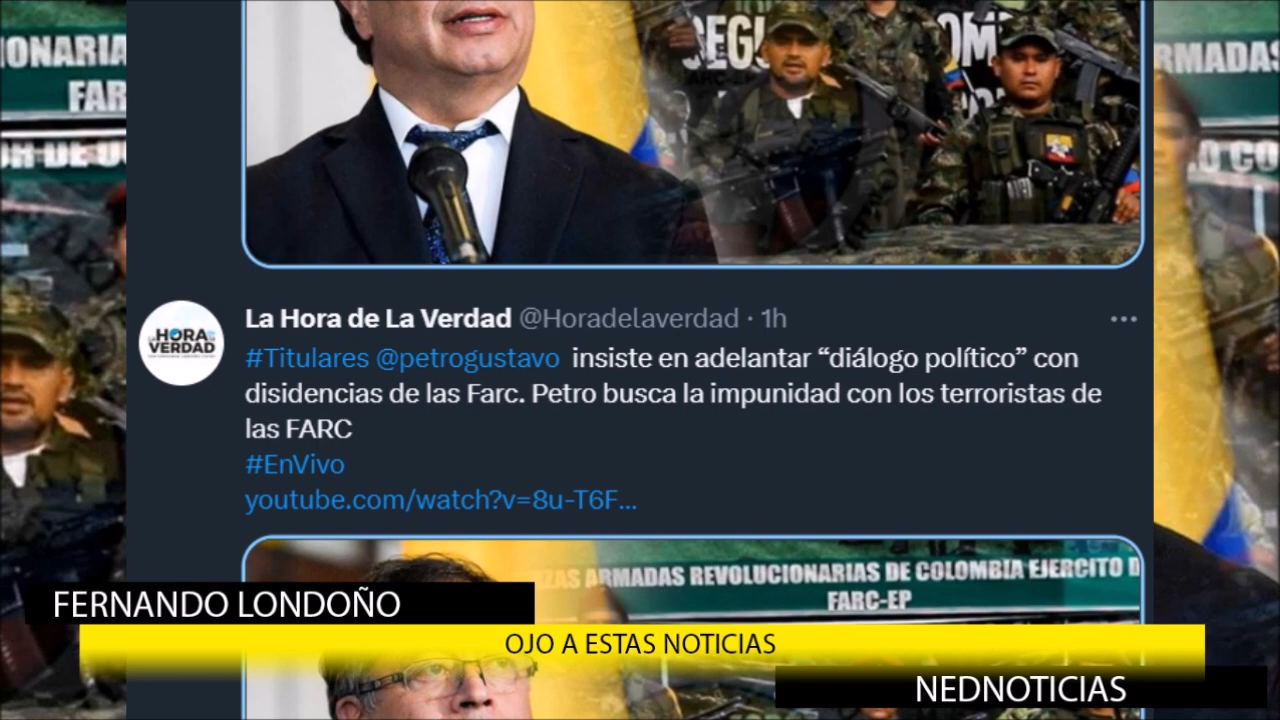 La Hora de La Verdad @Horadelaverdad · 1h
HORA
VERDAD
#Titulares @petrogustavo insiste en adelantar “diálogo político” con
disidencias de las Farc. Petro busca la impunidad con los terroristas de
las FARC
#EnVivo
youtube.com/watch?v=8u-T6F...
ARMADAS REVOLUCIONARIAS DE COLOMBIA EJERCITO D
FARC-EP
FERNANDO LONDOÑO
OJO A ESTAS NOTICIAS
NEDNOTICIAS